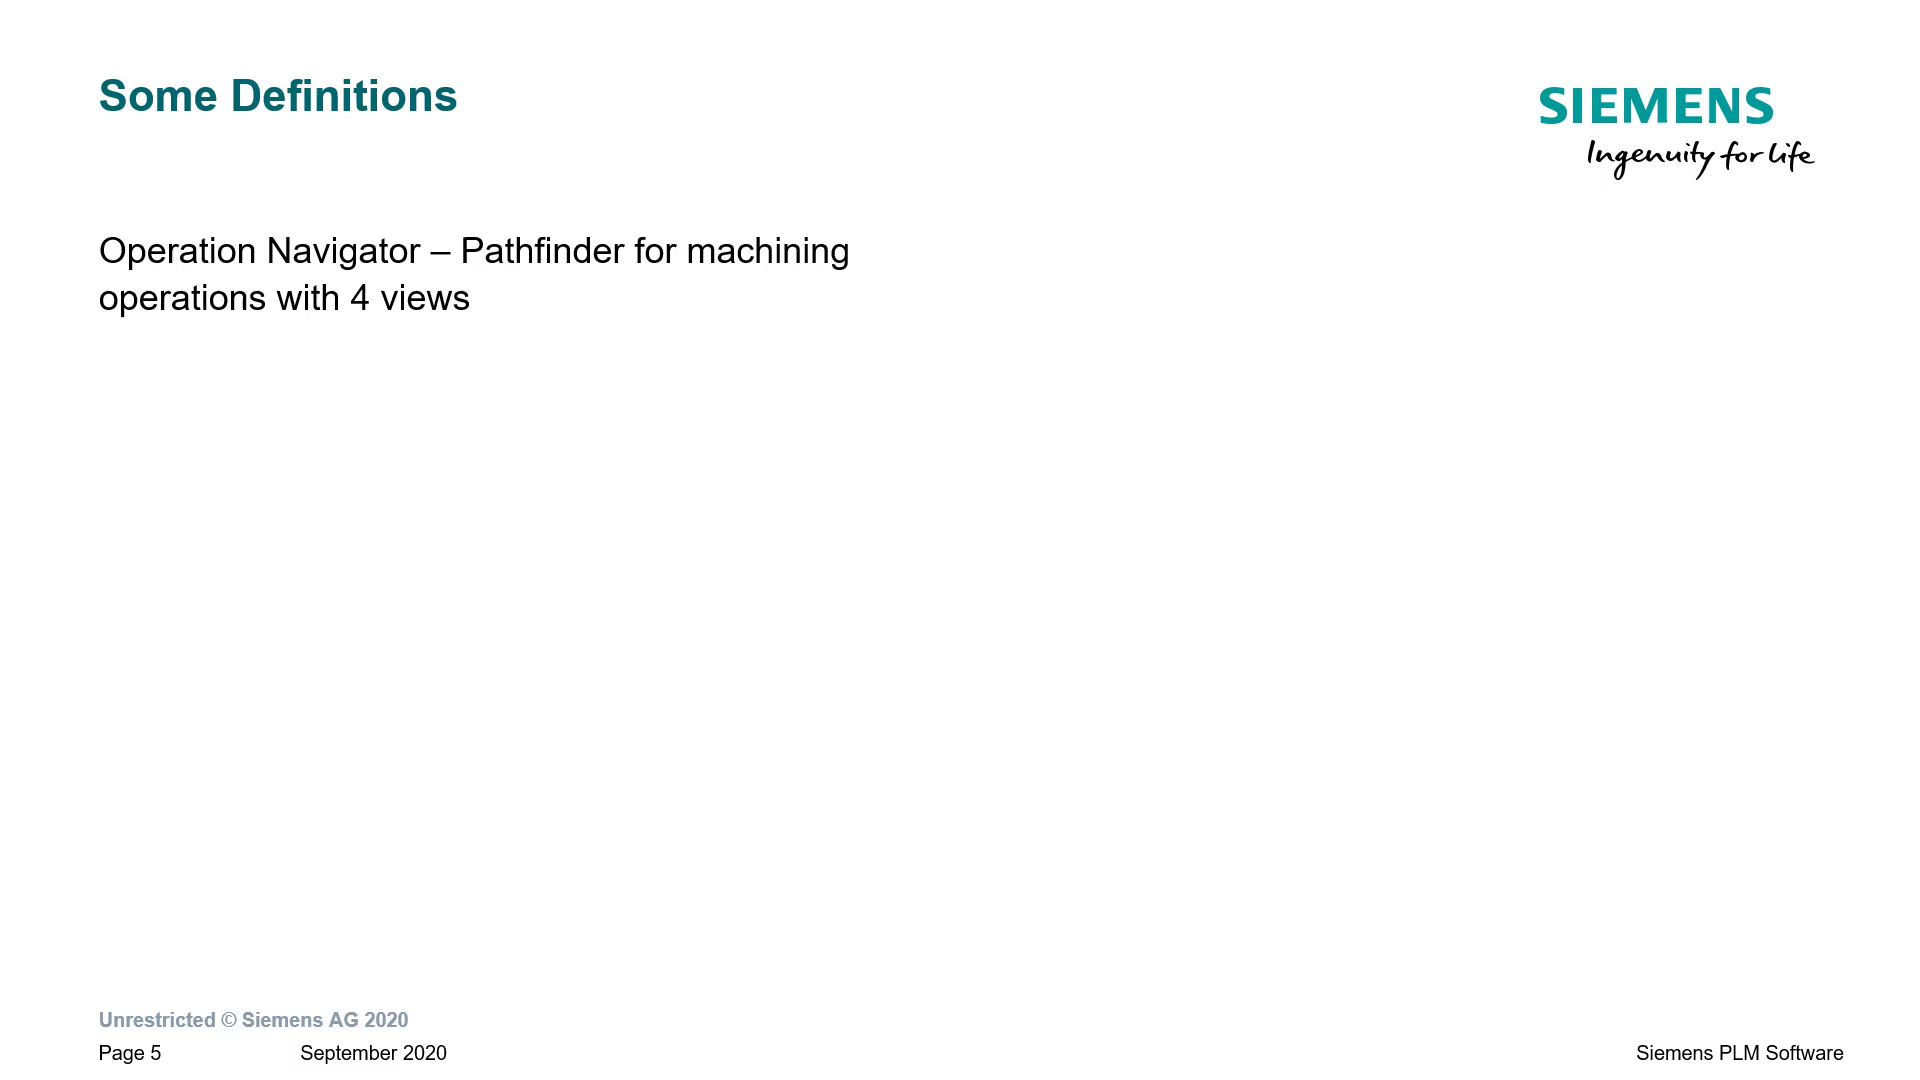 Some Definitions
SIEMENS
Ingenuity for life
Operation Navigator – Pathfinder for machining
operations with 4 views
Unrestricted © Siemens AG 2020
Page 5 September 2020 Siemens PLM Software